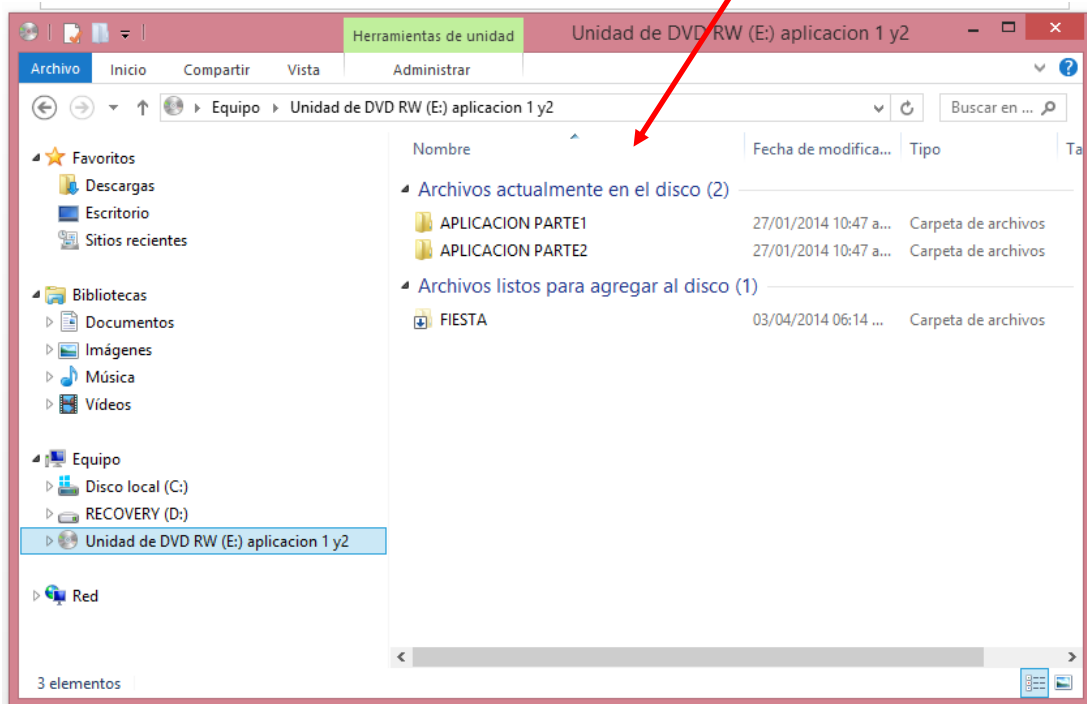 Herramientas de unidad
Unidad de DVD RW (E:) aplicacion 1 y2
Archivo Inicio Compartir Vista Administrar
Equipo Unidad de DVD RW (E:) aplicacion 1 y2 Buscar en ...
Nombre Fecha de modifica... Tipo Ta
Favoritos
Descargas
Escritorio
Sitios recientes
Bibliotecas
Documentos
Imágenes
Música
Vídeos
Equipo
Disco local (C:)
RECOVERY (D:)
Unidad de DVD RW (E:) aplicacion 1 y2
Red
Archivos actualmente en el disco (2)
APLICACION PARTE1 27/01/2014 10:47 a... Carpeta de archivos
APLICACION PARTE2 27/01/2014 10:47 a... Carpeta de archivos
Archivos listos para agregar al disco (1)
FIESTA 03/04/2014 06:14 ... Carpeta de archivos
3 elementos